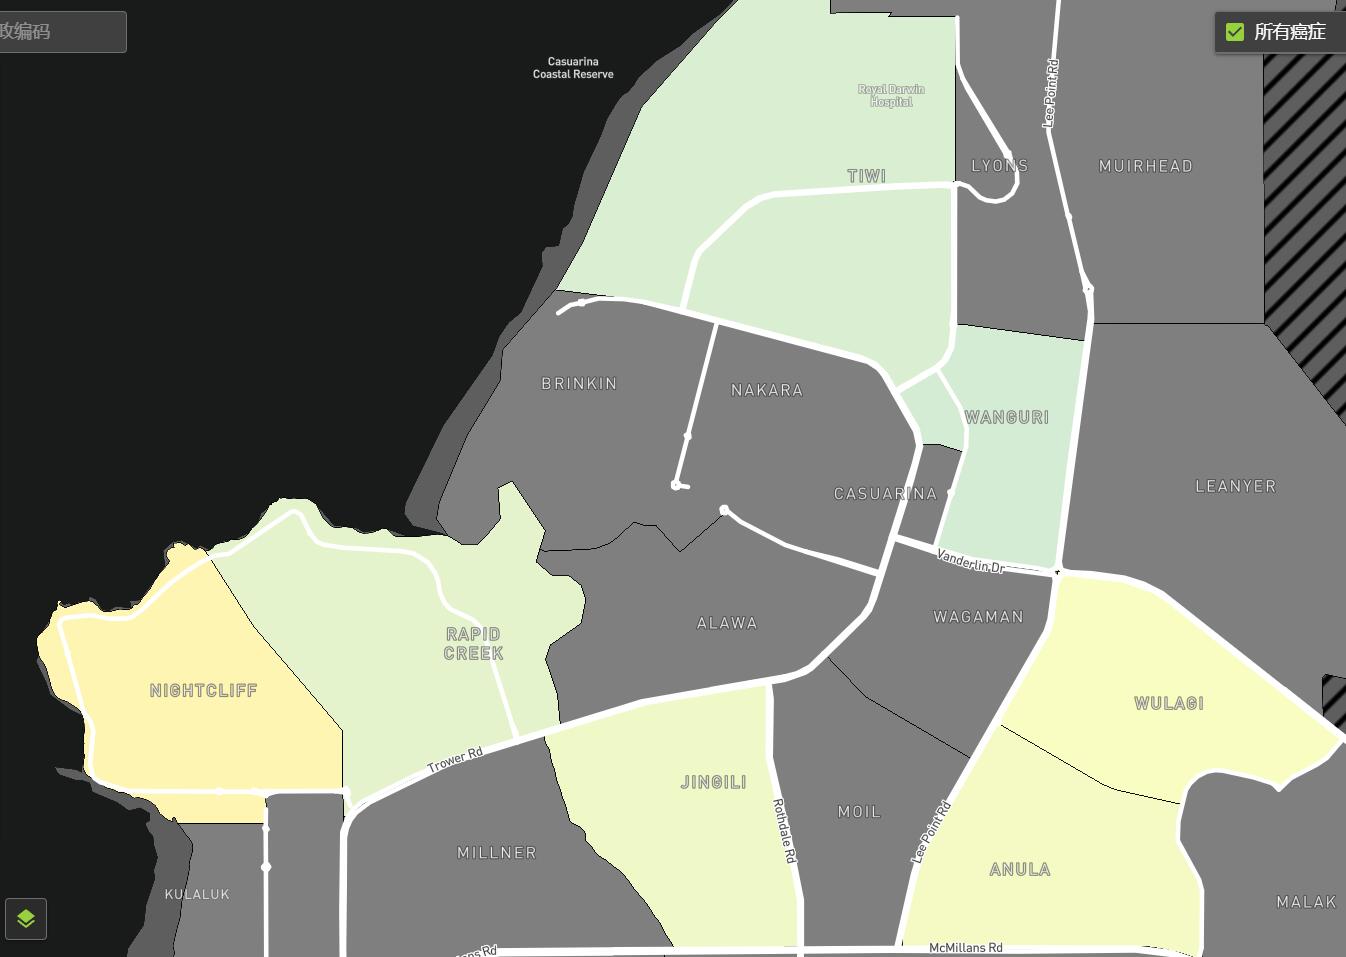 政编码
所有癌症
Casuarina
Coastal Reserve
Royal Darwin
Hospital
Lee Point Rd
LYONS
MUIRHEAD
TIWI
BRINKIN
NAKARA
WANGURI
CASUARINA
LEANYER
Vanderlin Dr
ALAWA
WAGAMAN
RAPID
CREEK
NIGHTCLIFF
WULAGI
Trower Rd
JINGILI
Rothdale Rd
MOIL
Lee Point Rd
MILLNER
ANULA
KULALUK
MALAK
ns Rd
McMillans Rd